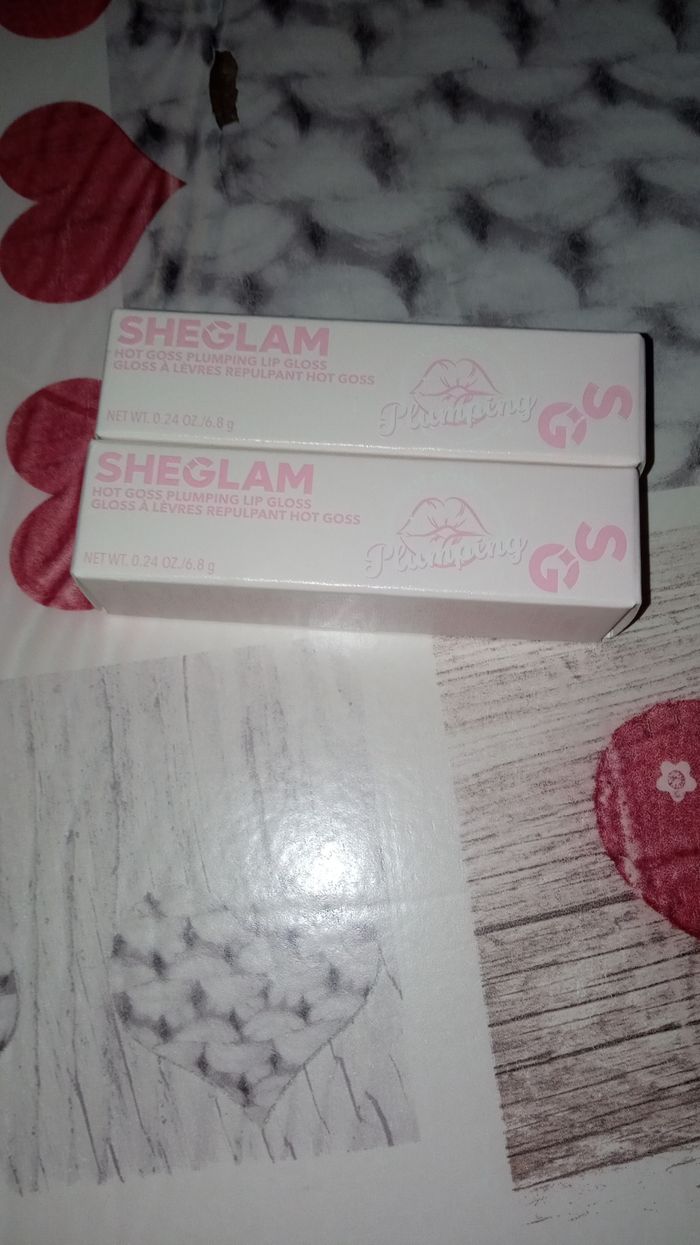 SHEGLAM
HOT GOSS PLUMPING LIP GLOSS
GLOSS À LÈVRES REPULPANT HOT GOSS
NET WT. 0.24 OZ./6.8 g
Plumping
SG
SHEGLAM
HOT GOSS PLUMPING LIP GLOSS
GLOSS À LÈVRES REPULPANT HOT GOSS
NET WT. 0.24 OZ./6.8 g
Plumping
SG